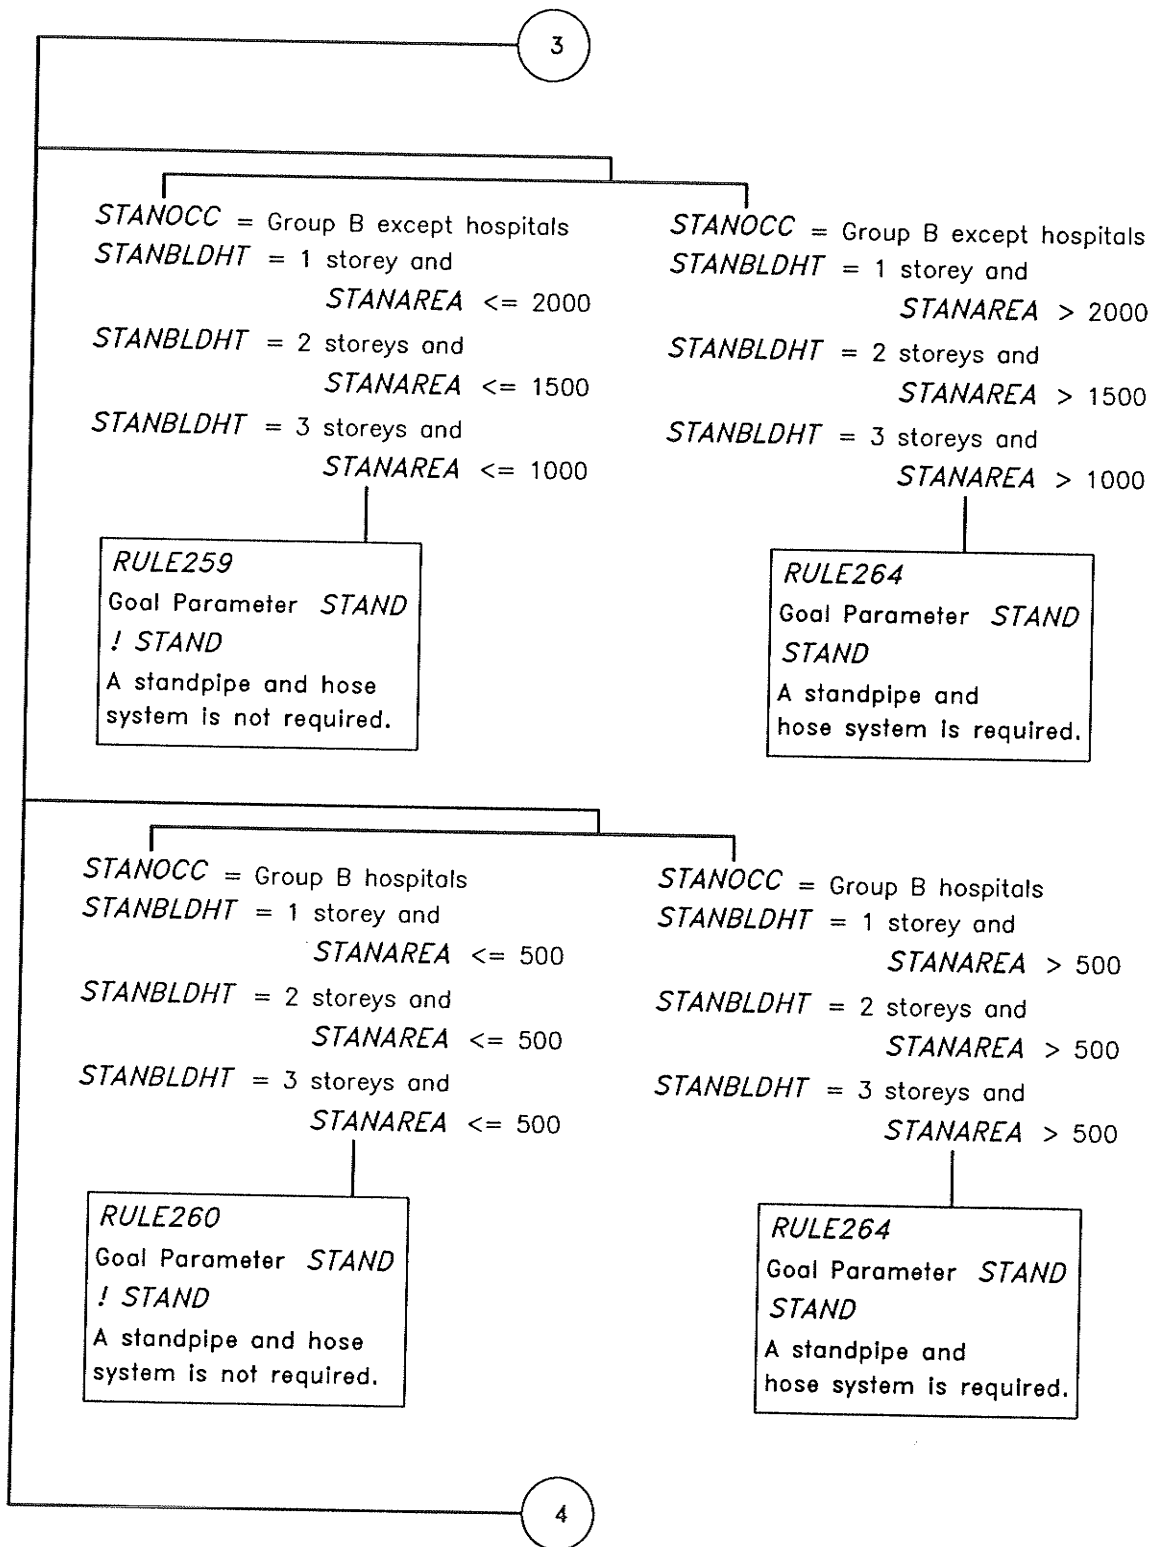 3
STANOCC = Group B except hospitals
STANBLDHT = 1 storey and
STANAREA <= 2000
STANBLDHT = 2 storeys and
STANAREA <= 1500
STANBLDHT = 3 storeys and
STANAREA <= 1000
RULE259
Goal Parameter STAND
! STAND
A standpipe and hose
system is not required.
STANOCC = Group B except hospitals
STANBLDHT = 1 storey and
STANAREA > 2000
STANBLDHT = 2 storeys and
STANAREA > 1500
STANBLDHT = 3 storeys and
STANAREA > 1000
RULE264
Goal Parameter STAND
STAND
A standpipe and
hose system is required.
STANOCC = Group B hospitals
STANBLDHT = 1 storey and
STANAREA <= 500
STANBLDHT = 2 storeys and
STANAREA <= 500
STANBLDHT = 3 storeys and
STANAREA <= 500
RULE260
Goal Parameter STAND
! STAND
A standpipe and hose
system is not required.
STANOCC = Group B hospitals
STANBLDHT = 1 storey and
STANAREA > 500
STANBLDHT = 2 storeys and
STANAREA > 500
STANBLDHT = 3 storeys and
STANAREA > 500
RULE264
Goal Parameter STAND
STAND
A standpipe and
hose system is required.
4